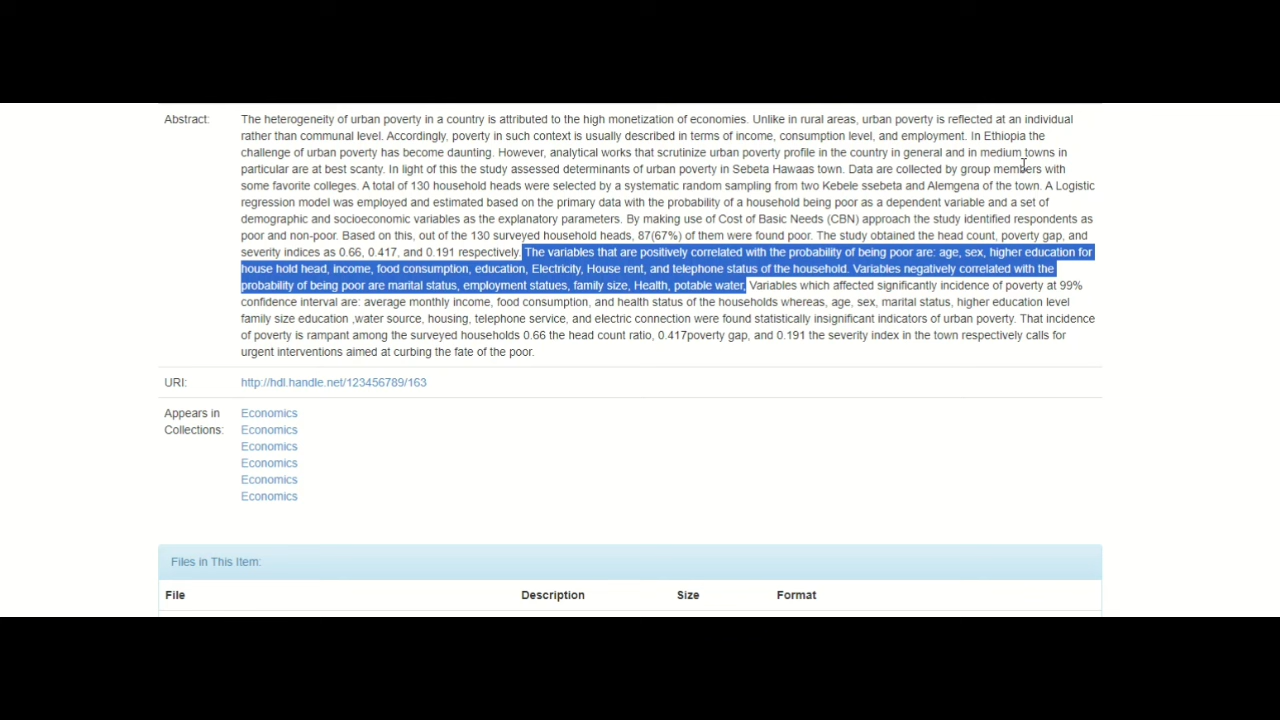 Abstract:
The heterogeneity of urban poverty in a country is attributed to the high monetization of economies. Unlike in rural areas, urban poverty is reflected at an individual
rather than communal level. Accordingly, poverty in such context is usually described in terms of income, consumption level, and employment. In Ethiopia the
challenge of urban poverty has become daunting. However, analytical works that scrutinize urban poverty profile in the country in general and in medium towns in
particular are at best scanty. In light of this the study assessed determinants of urban poverty in Sebeta Hawaas town. Data are collected by group members with
some favorite colleges. A total of 130 household heads were selected by a systematic random sampling from two Kebele ssebeta and Alemgena of the town. A Logistic
regression model was employed and estimated based on the primary data with the probability of a household being poor as a dependent variable and a set of
demographic and socioeconomic variables as the explanatory parameters. By making use of Cost of Basic Needs (CBN) approach the study identified respondents as
poor and non-poor. Based on this, out of the 130 surveyed household heads, 87(67%) of them were found poor. The study obtained the head count, poverty gap, and
severity indices as 0.66, 0.417, and 0.191 respectively. The variables that are positively correlated with the probability of being poor are: age, sex, higher education for
house hold head, income, food consumption, education, Electricity, House rent, and telephone status of the household. Variables negatively correlated with the
probability of being poor are marital status, employment statues, family size, Health, potable water, Variables which affected significantly incidence of poverty at 99%
confidence interval are: average monthly income, food consumption, and health status of the households whereas, age, sex, marital status, higher education level
family size education ,water source, housing, telephone service, and electric connection were found statistically insignificant indicators of urban poverty. That incidence
of poverty is rampant among the surveyed households 0.66 the head count ratio, 0.417poverty gap, and 0.191 the severity index in the town respectively calls for
urgent interventions aimed at curbing the fate of the poor.
URI:
http://hdl.handle.net/123456789/163
Appears in
Collections:
Economics
Economics
Economics
Economics
Economics
Economics
Files in This Item:
File Description Size Format